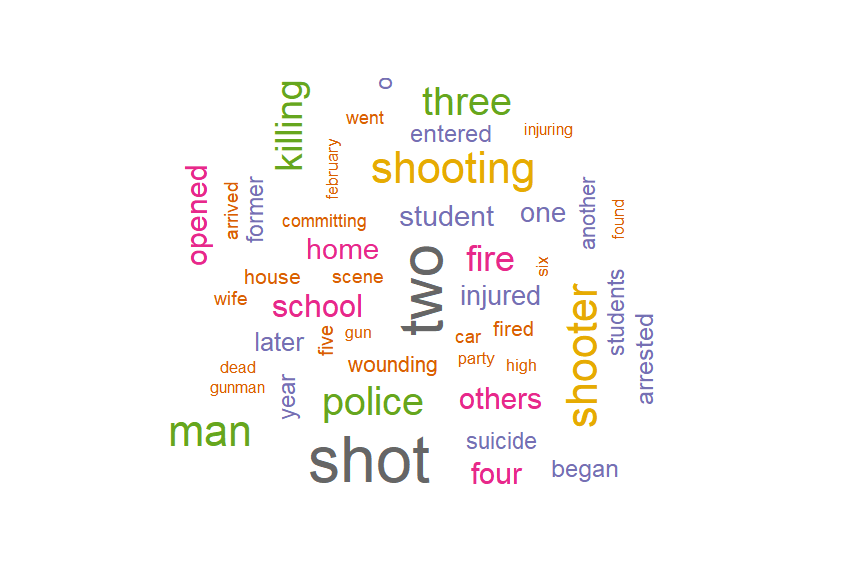 o
three
killing
went
entered
injuring
shooting
february
opened
arrived
former
another
found
committing
student
one
home
two
fire
six
house
scene
injured
wife
school
students
shooter
arrested
later
five
gun
car
fired
wounding
party
high
dead
gunman
year
police
others
man
shot
suicide
four
began